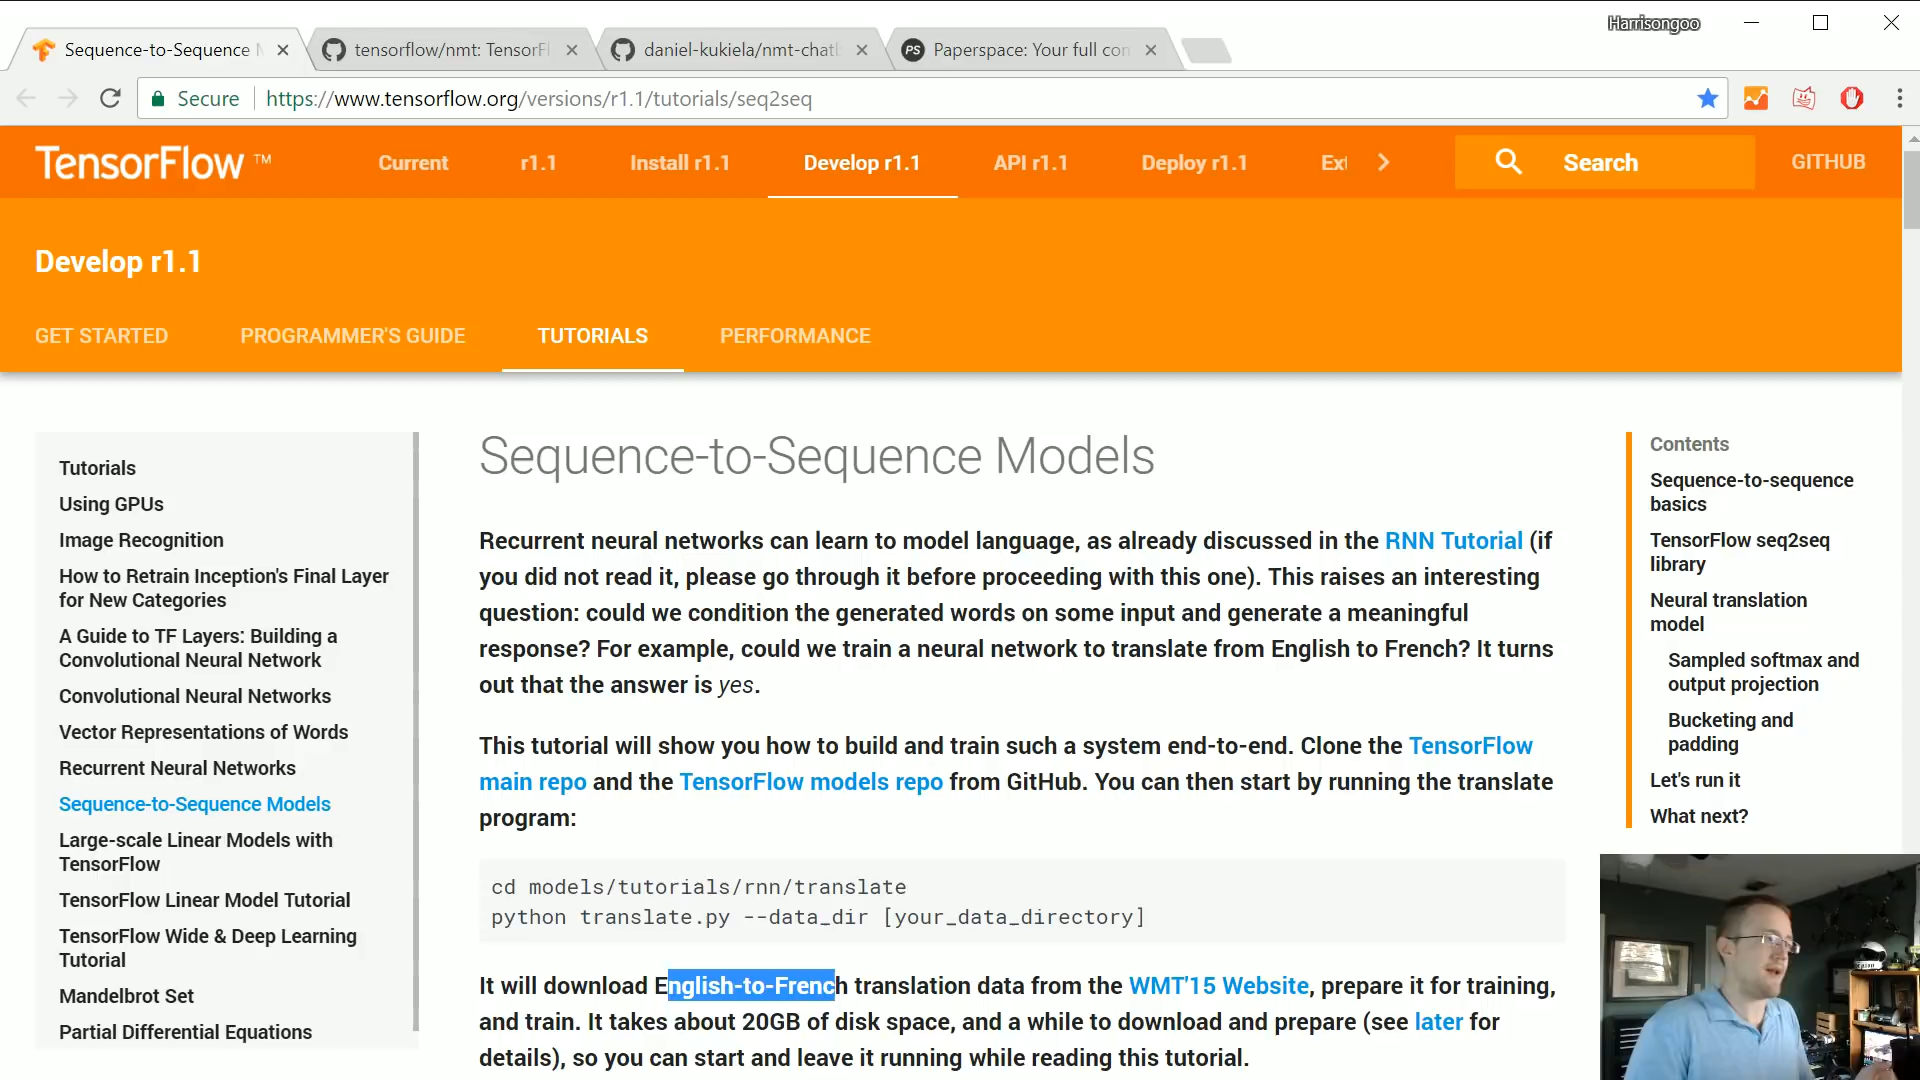 Harrisongoo
Sequence-to-Sequence M
tensorflow/nmt: TensorFl
daniel-kukiela/nmt-chatb
PS
Paperspace: Your full con
Secure
https://www.tensorflow.org/versions/r1.1/tutorials/seq2seq
TensorFlow ™
Current
r1.1
Install r1.1
Develop r1.1
API r1.1
Deploy r1.1
Ext
Search
GITHUB
Develop r1.1
GET STARTED
PROGRAMMER'S GUIDE
TUTORIALS
PERFORMANCE
Tutorials
Using GPUs
Image Recognition
How to Retrain Inception's Final Layer
for New Categories
A Guide to TF Layers: Building a
Convolutional Neural Network
Convolutional Neural Networks
Vector Representations of Words
Recurrent Neural Networks
Sequence-to-Sequence Models
Large-scale Linear Models with
TensorFlow
TensorFlow Linear Model Tutorial
TensorFlow Wide & Deep Learning
Tutorial
Mandelbrot Set
Partial Differential Equations
Sequence-to-Sequence Models
Recurrent neural networks can learn to model language, as already discussed in the RNN Tutorial (if
you did not read it, please go through it before proceeding with this one). This raises an interesting
question: could we condition the generated words on some input and generate a meaningful
response? For example, could we train a neural network to translate from English to French? It turns
out that the answer is yes.
This tutorial will show you how to build and train such a system end-to-end. Clone the TensorFlow
main repo and the TensorFlow models repo from GitHub. You can then start by running the translate
program:
cd models/tutorials/rnn/translate
python translate.py --data_dir [your_data_directory]
It will download English-to-French translation data from the WMT'15 Website, prepare it for training,
and train. It takes about 20GB of disk space, and a while to download and prepare (see later for
details), so you can start and leave it running while reading this tutorial.
Contents
Sequence-to-sequence
basics
TensorFlow seq2seq
library
Neural translation
model
Sampled softmax and
output projection
Bucketing and
padding
Let's run it
What next?